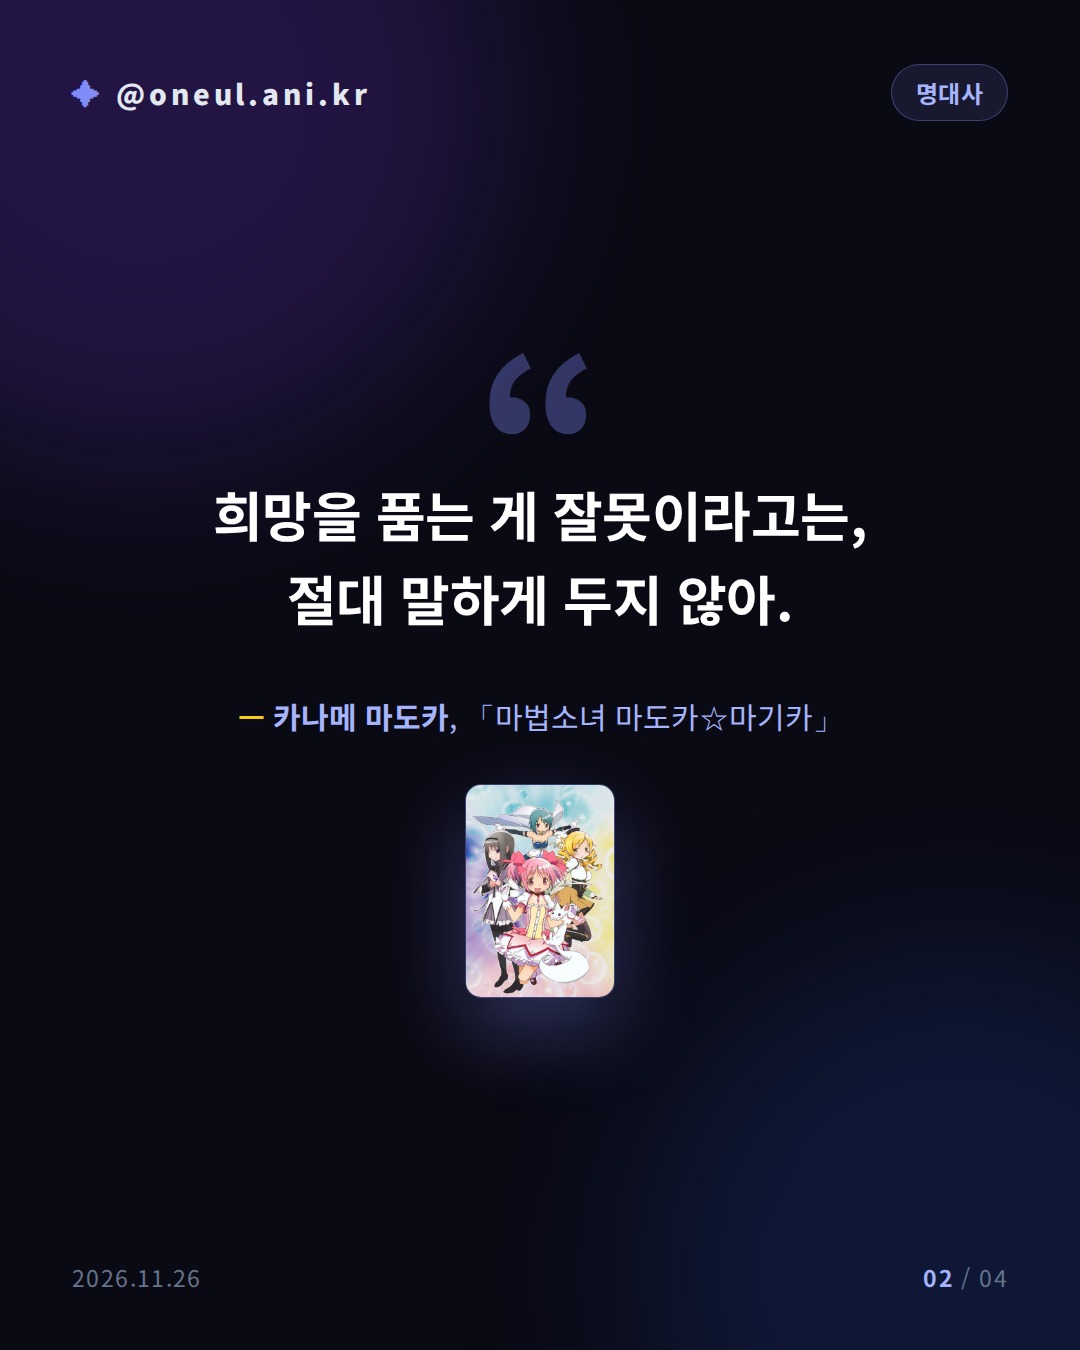 @oneul.ani.kr
명대사
“
희망을 품는 게 잘못이라고는,
절대 말하게 두지 않아.
— 카나메 마도카, 「마법소녀 마도카☆마기카」
2026.11.26
02 / 04